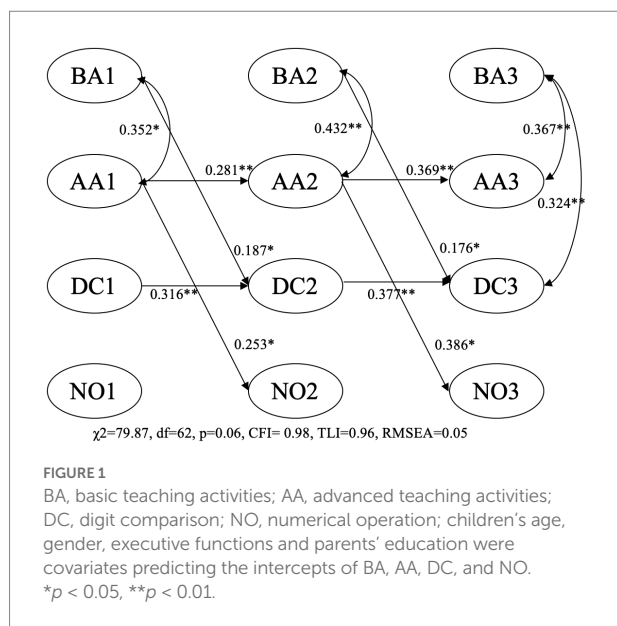 BA1 BA2 BA3
0.352* 0.432** 0.367**
AA1 0.281** AA2 0.369** AA3
0.324**
0.187* 0.176*
DC1 0.316** DC2 0.377** DC3
0.253* 0.386*
NO1 NO2 NO3
χ2=79.87, df=62, p=0.06, CFI= 0.98, TLI=0.96, RMSEA=0.05
FIGURE 1
BA, basic teaching activities; AA, advanced teaching activities;
DC, digit comparison; NO, numerical operation; children’s age,
gender, executive functions and parents’ education were
covariates predicting the intercepts of BA, AA, DC, and NO.
*p < 0.05, **p < 0.01.